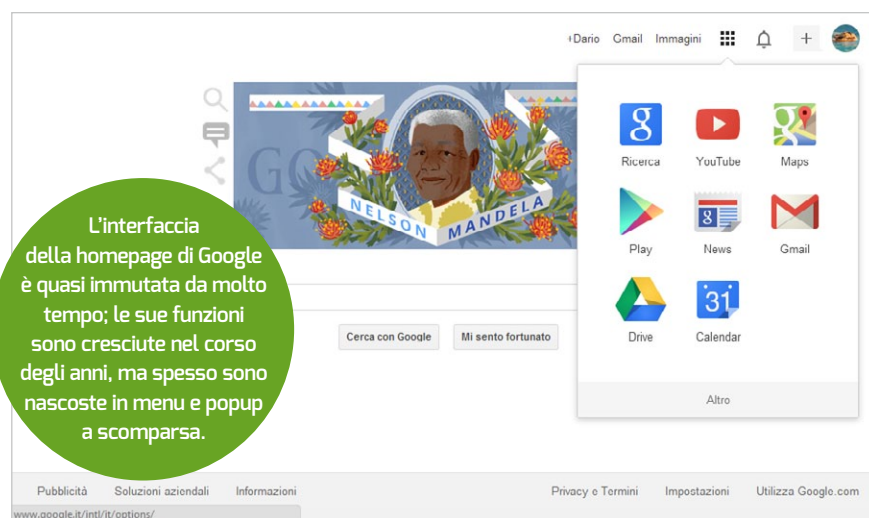 +Dario Gmail Immagini
NELSON MANDELA
Ricerca YouTube Maps
Play News Gmail
31
Drive Calendar
Altro
L’interfaccia
della homepage di Google
è quasi immutata da molto
tempo; le sue funzioni
sono cresciute nel corso
degli anni, ma spesso sono
nascoste in menu e popup
a scomparsa.
Cerca con Google Mi sento fortunato
Pubblicità Soluzioni aziendali Informazioni Privacy e Termini Impostazioni Utilizza Google.com
www.google.it/intl/it/options/